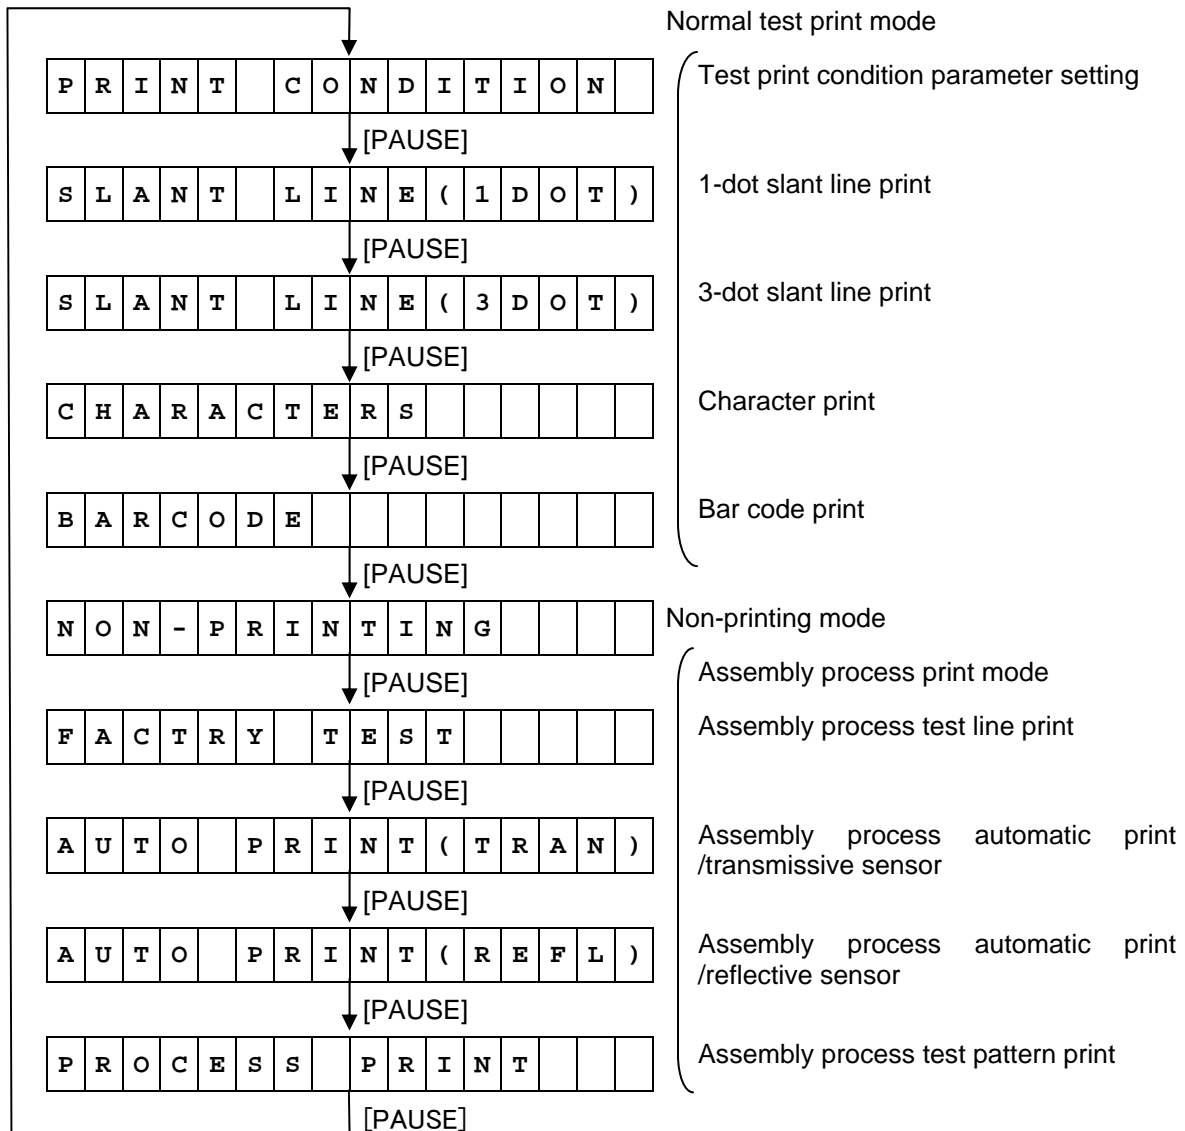 Normal test print mode
PRINT CONDITION
Test print condition parameter setting
[PAUSE]
SLANT LINE(1DOT)
1-dot slant line print
[PAUSE]
SLANT LINE(3DOT)
3-dot slant line print
[PAUSE]
CHARACTERS
Character print
[PAUSE]
BARCODE
Bar code print
[PAUSE]
NON-PRINTING
Non-printing mode
Assembly process print mode
[PAUSE]
FACTRY TEST
Assembly process test line print
[PAUSE]
AUTO PRINT(TRAN)
Assembly process automatic print
/transmissive sensor
[PAUSE]
AUTO PRINT(REFL)
Assembly process automatic print
/reflective sensor
[PAUSE]
PROCESS PRINT
Assembly process test pattern print
[PAUSE]